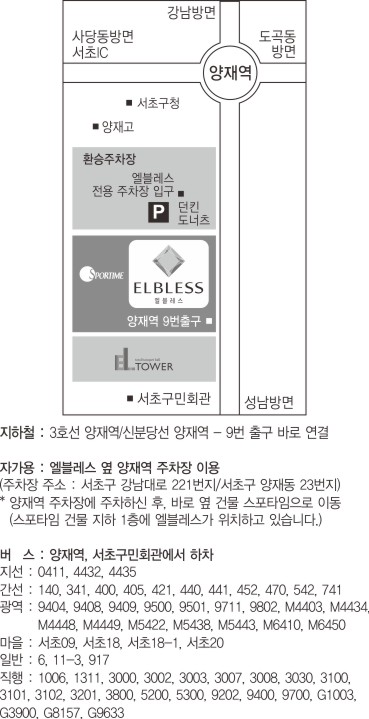 강남방면
사당동방면
서초IC
도곡동
방면
양재역
■ 서초구청
■ 양재고
환승주차장
엘블레스
전용 주차장 입구 ■
P 던킨
도너츠
SPORTIME
ELBLESS
엘블레스
양재역 9번출구 ■
EL TOWER
■ 서초구민회관
성남방면
지하철 : 3호선 양재역/신분당선 양재역 - 9번 출구 바로 연결
자가용 : 엘블레스 옆 양재역 주차장 이용
(주차장 주소 : 서초구 강남대로 221번지/서초구 양재동 23번지)
* 양재역 주차장에 주차하신 후, 바로 옆 건물 스포타임으로 이동
(스포타임 건물 지하 1층에 엘블레스가 위치하고 있습니다.)
버 스 : 양재역, 서초구민회관에서 하차
지선 : 0411, 4432, 4435
간선 : 140, 341, 400, 405, 421, 440, 441, 452, 470, 542, 741
광역 : 9404, 9408, 9409, 9500, 9501, 9711, 9802, M4403, M4434,
M4448, M4449, M5422, M5438, M5443, M6410, M6450
마을 : 서초09, 서초18, 서초18-1, 서초20
일반 : 6, 11-3, 917
직행 : 1006, 1311, 3000, 3002, 3003, 3007, 3008, 3030, 3100,
3101, 3102, 3201, 3800, 5200, 5300, 9202, 9400, 9700, G1003,
G3900, G8157, G9633